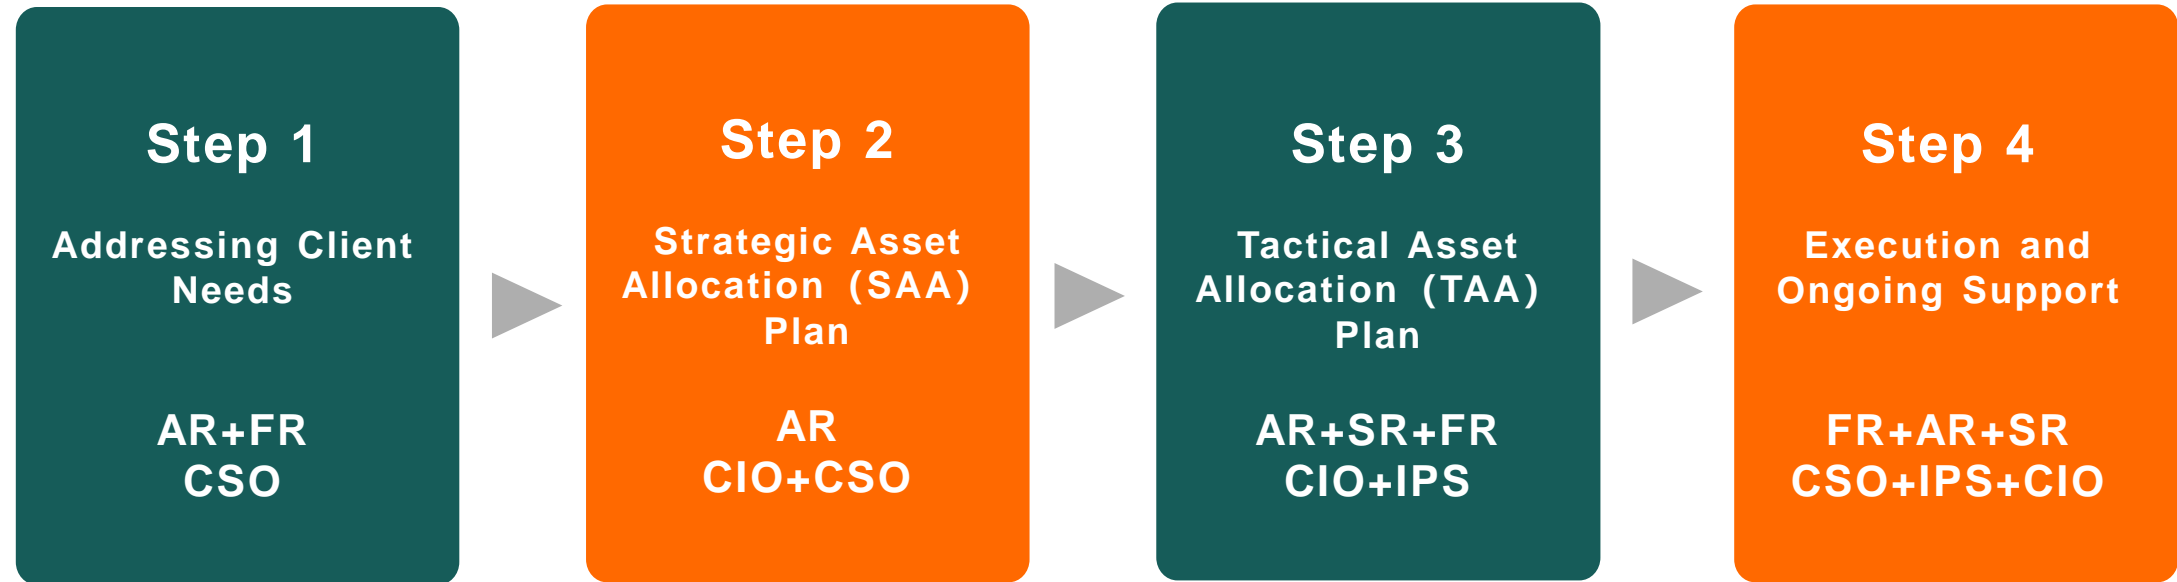 Step 1
Addressing Client
Needs
AR+FR
CSO
Step 2
Strategic Asset
Allocation (SAA)
Plan
AR
CIO+CSO
Step 3
Tactical Asset
Allocation (TAA)
Plan
AR+SR+FR
CIO+IPS
Step 4
Execution and
Ongoing Support
FR+AR+SR
CSO+IPS+CIO